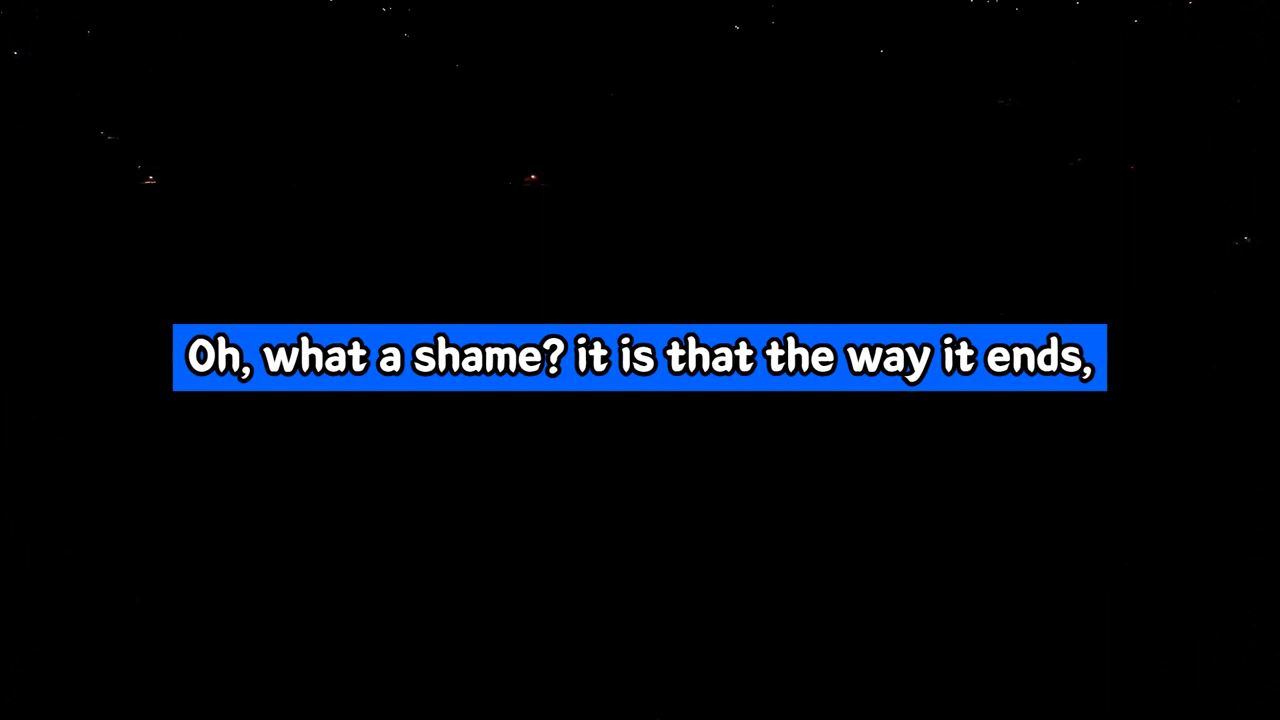 Oh, what a shame? it is that the way it ends,